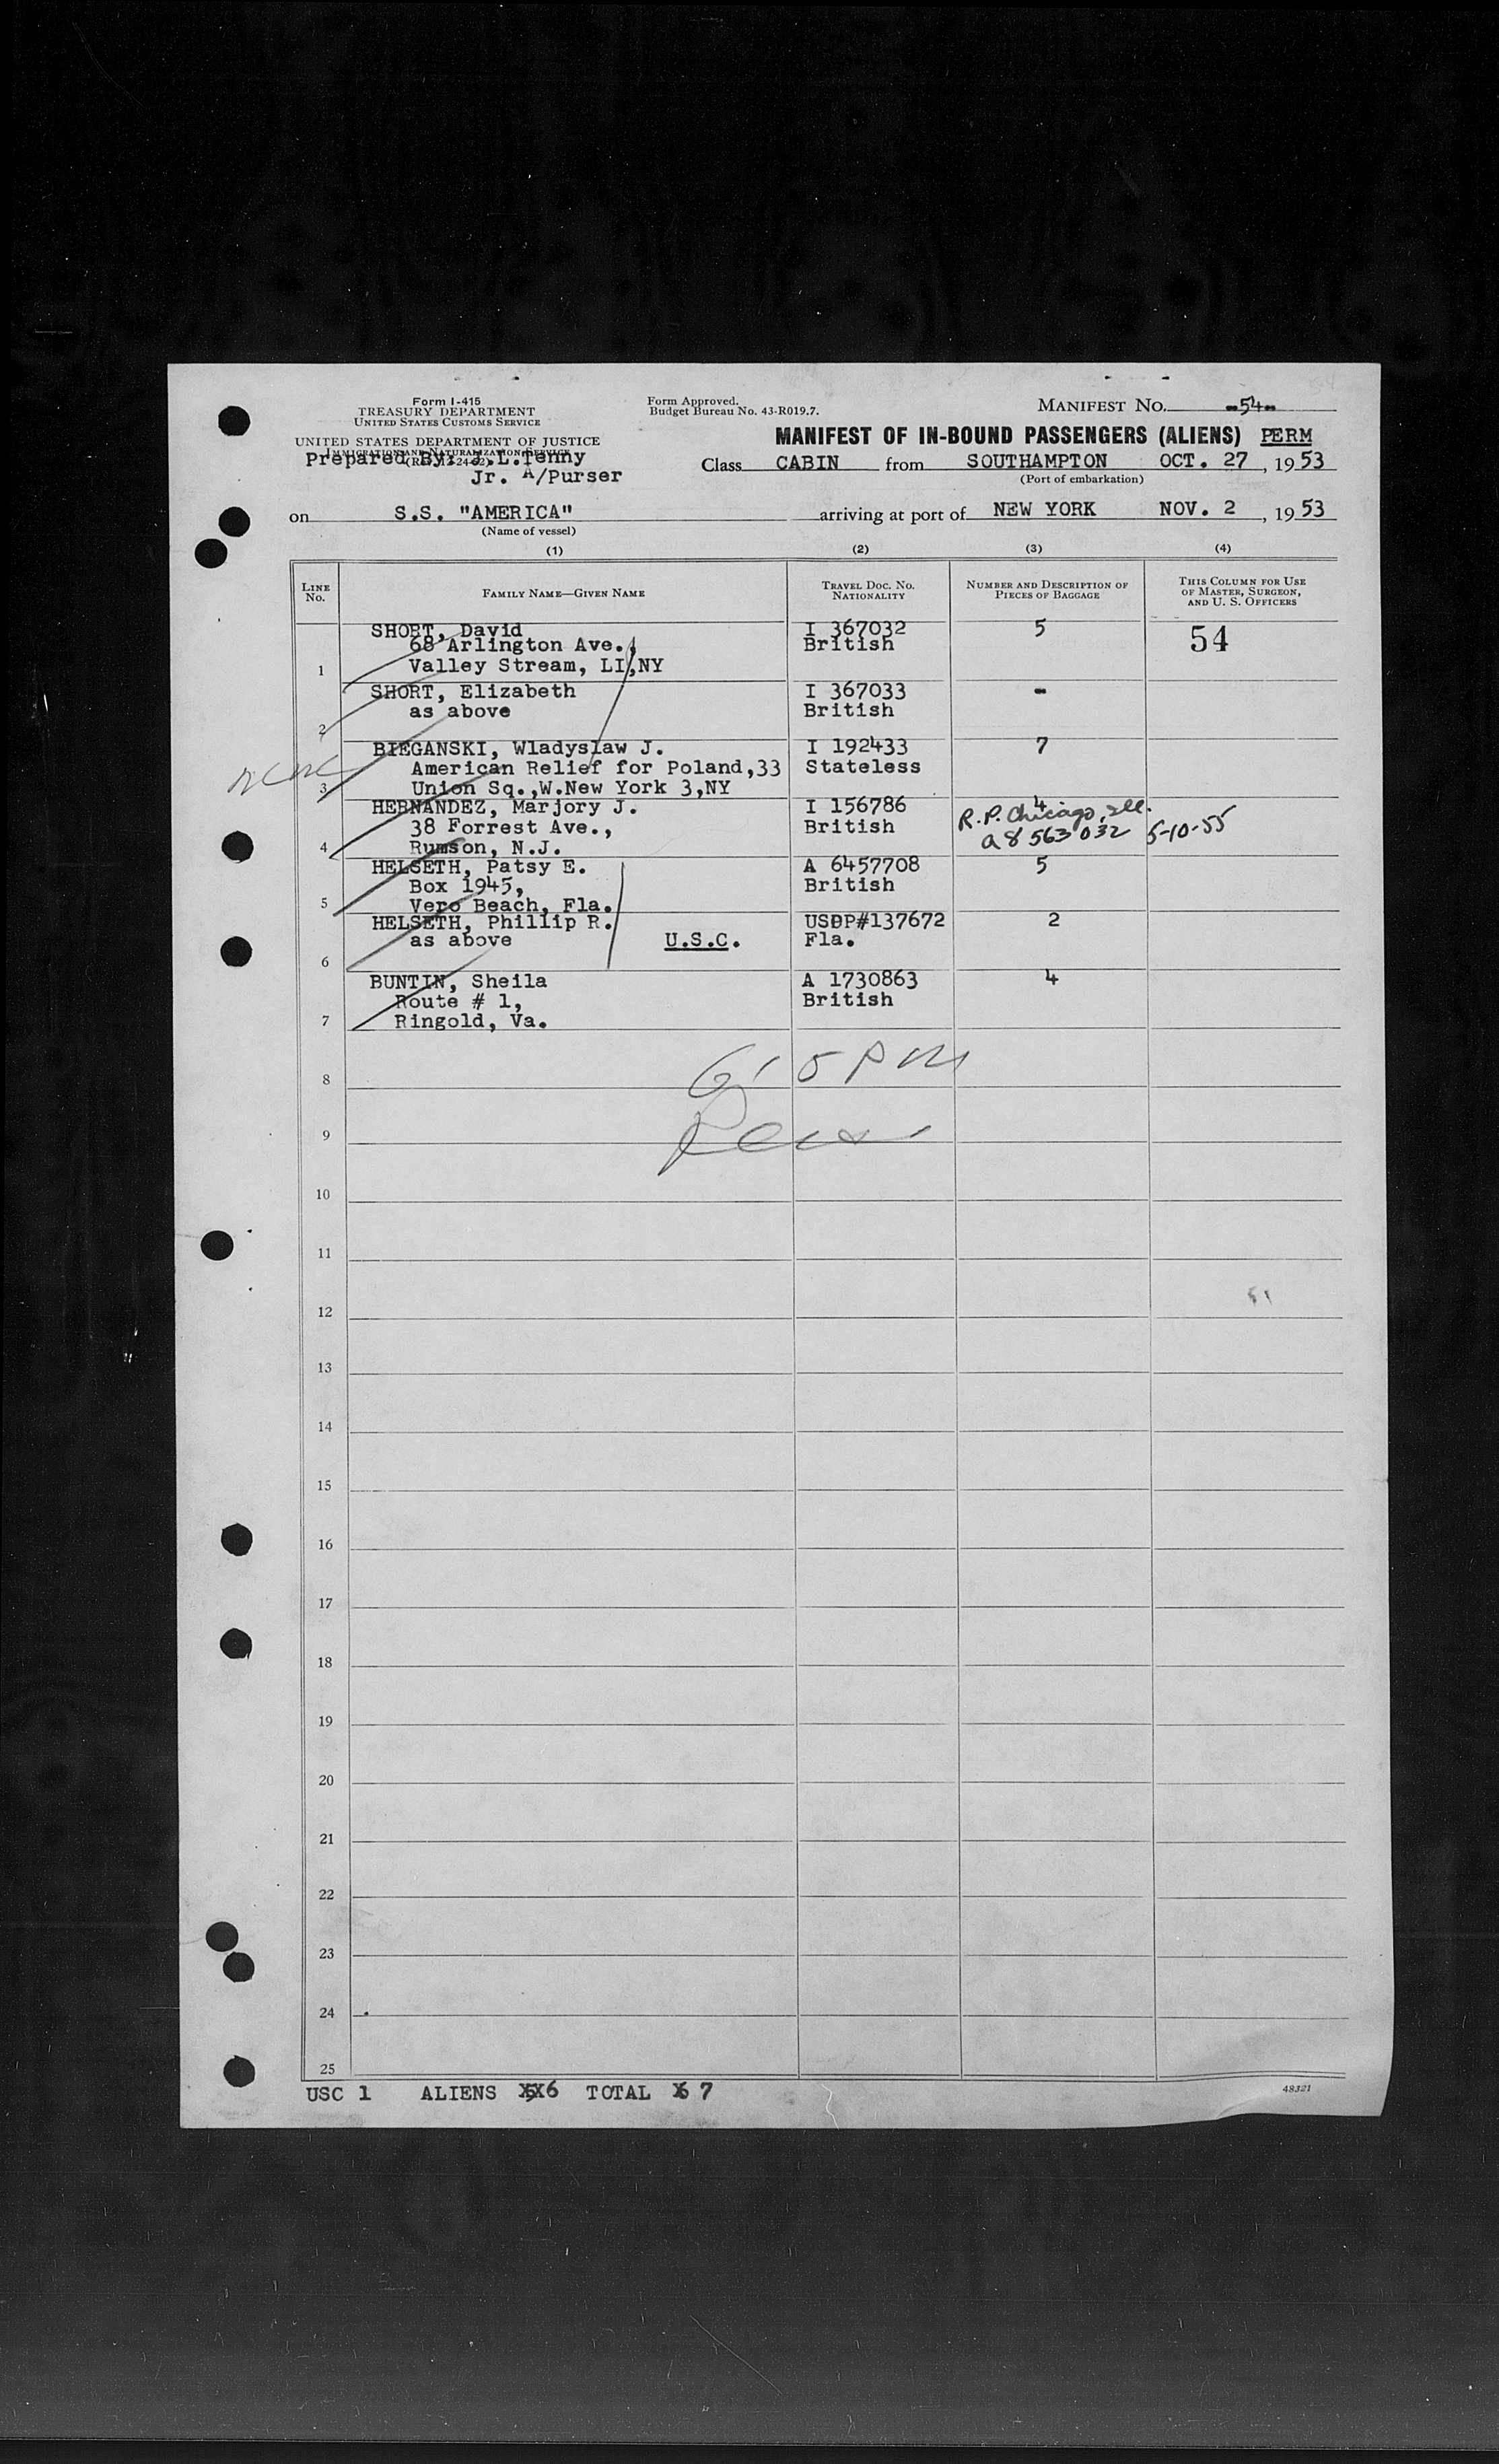 Form I-415
TREASURY DEPARTMENT
UNITED STATES CUSTOMS SERVICE
UNITED STATES DEPARTMENT OF JUSTICE
IMMIGRATION AND NATURALIZATION SERVICE
Prepared By: J.L.Tenny
Jr. A/Purser
Form Approved.
Budget Bureau No. 43-R019.7.
MANIFEST NO. -54-
MANIFEST OF IN-BOUND PASSENGERS (ALIENS) PERM
Class CABIN from SOUTHAMPTON OCT. 27, 1953
(Port of embarkation)
on S.S. "AMERICA" arriving at port of NEW YORK NOV. 2, 1953
(Name of vessel)
(1) (2) (3) (4)
LINE NO.
FAMILY NAME—GIVEN NAME
TRAVEL DOC. NO.
NATIONALITY
NUMBER AND DESCRIPTION OF
PIECES OF BAGGAGE
THIS COLUMN FOR USE
OF MASTER, SURGEON,
AND U. S. OFFICERS
SHORT, David I 367032 5 54
68 Arlington Ave., British
1 Valley Stream, LI,NY
SHORT, Elizabeth I 367033 -
as above British
2
BIEGANSKI, Wladyslaw J. I 192433 7
American Relief for Poland,33 Stateless
3 Union Sq.,W.New York 3,NY
HERNANDEZ, Marjory J. I 156786 4
38 Forrest Ave., British R.P. Chicago, Ill.
4 Rumson, N.J. A8 563 032 5-10-55
HELSETH, Patsy E. A 6457708 5
Box 1945, British
5 Vero Beach, Fla.
HELSETH, Phillip R. USDP#137672 2
as above U.S.C. Fla.
6
BUNTIN, Sheila A 1730863 4
Route # 1, British
7 Ringold, Va.
8
9
10
11
12
13
14
15
16
17
18
19
20
21
22
23
24
25
USC 1 ALIENS 6 TOTAL 7
48321